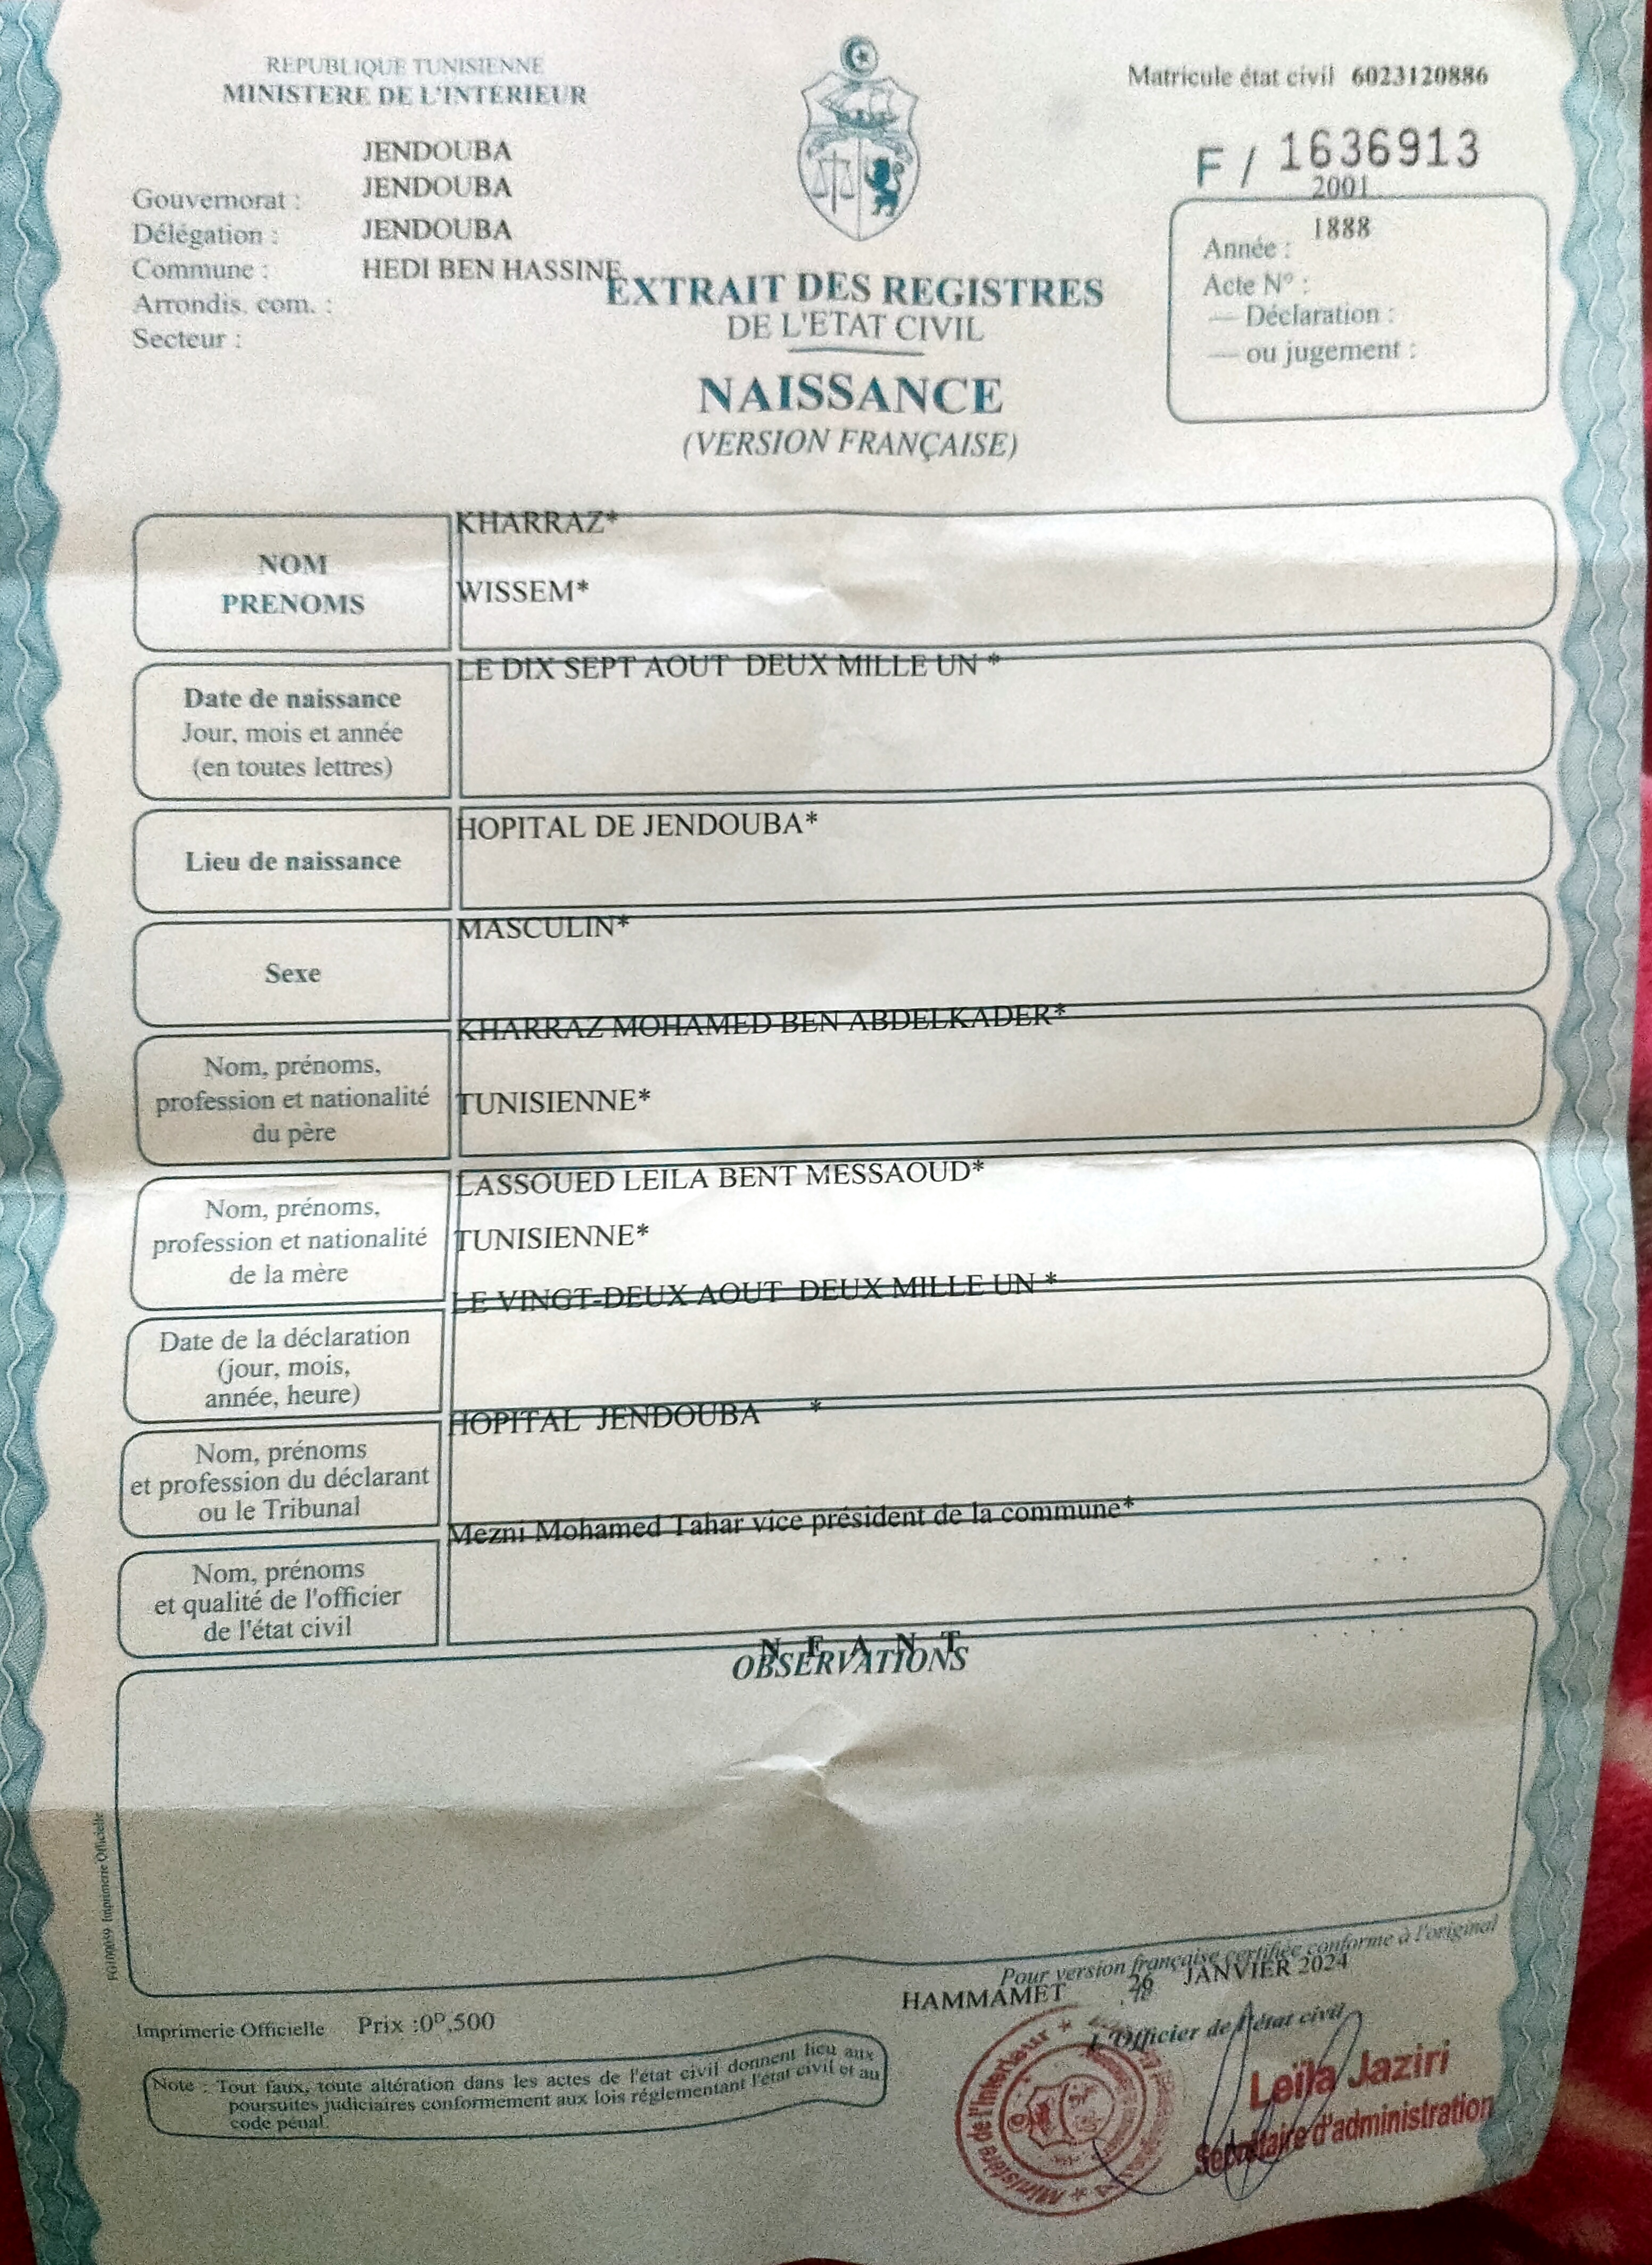 REPUBLIQUE TUNISIENNE
MINISTERE DE L'INTERIEUR
Matricule état civil 6023120886
F / 1636913
JENDOUBA
Gouvernorat : JENDOUBA
Délégation : JENDOUBA
Commune : HEDI BEN HASSINE
Arrondis. com. :
Secteur :
2001
Année : 1888
Acte N° :
— Déclaration :
— ou jugement :
EXTRAIT DES REGISTRES
DE L'ETAT CIVIL
NAISSANCE
(VERSION FRANÇAISE)
NOM
PRENOMS
KHARRAZ*
WISSEM*
Date de naissance
Jour, mois et année
(en toutes lettres)
LE DIX SEPT AOUT DEUX MILLE UN *
Lieu de naissance
HOPITAL DE JENDOUBA*
Sexe
MASCULIN*
Nom, prénoms,
profession et nationalité
du père
KHARRAZ MOHAMED BEN ABDELKADER*
TUNISIENNE*
Nom, prénoms,
profession et nationalité
de la mère
LASSOUED LEILA BENT MESSAOUD*
TUNISIENNE*
Date de la déclaration
(jour, mois,
année, heure)
LE VINGT-DEUX AOUT DEUX MILLE UN *
Nom, prénoms
et profession du déclarant
ou le Tribunal
HOPITAL JENDOUBA *
Nom, prénoms
et qualité de l'officier
de l'état civil
Mezni Mohamed Tahar vice président de la commune*
N E A N T
OBSERVATIONS
Imprimerie Officielle
Pour version française certifiée conforme à l'original
HAMMAMET 26 JANVIER 2024
L'Officier de l'état civil
Imprimerie Officielle Prix :0ᴰ,500
Note : Tout faux, toute altération dans les actes de l'état civil donnent lieu aux
poursuites judiciaires conformement aux lois réglementant l'état civil et au
code pénal.
Ministère de l'Intérieur
Leïla Jaziri
Secrétaire d'administration